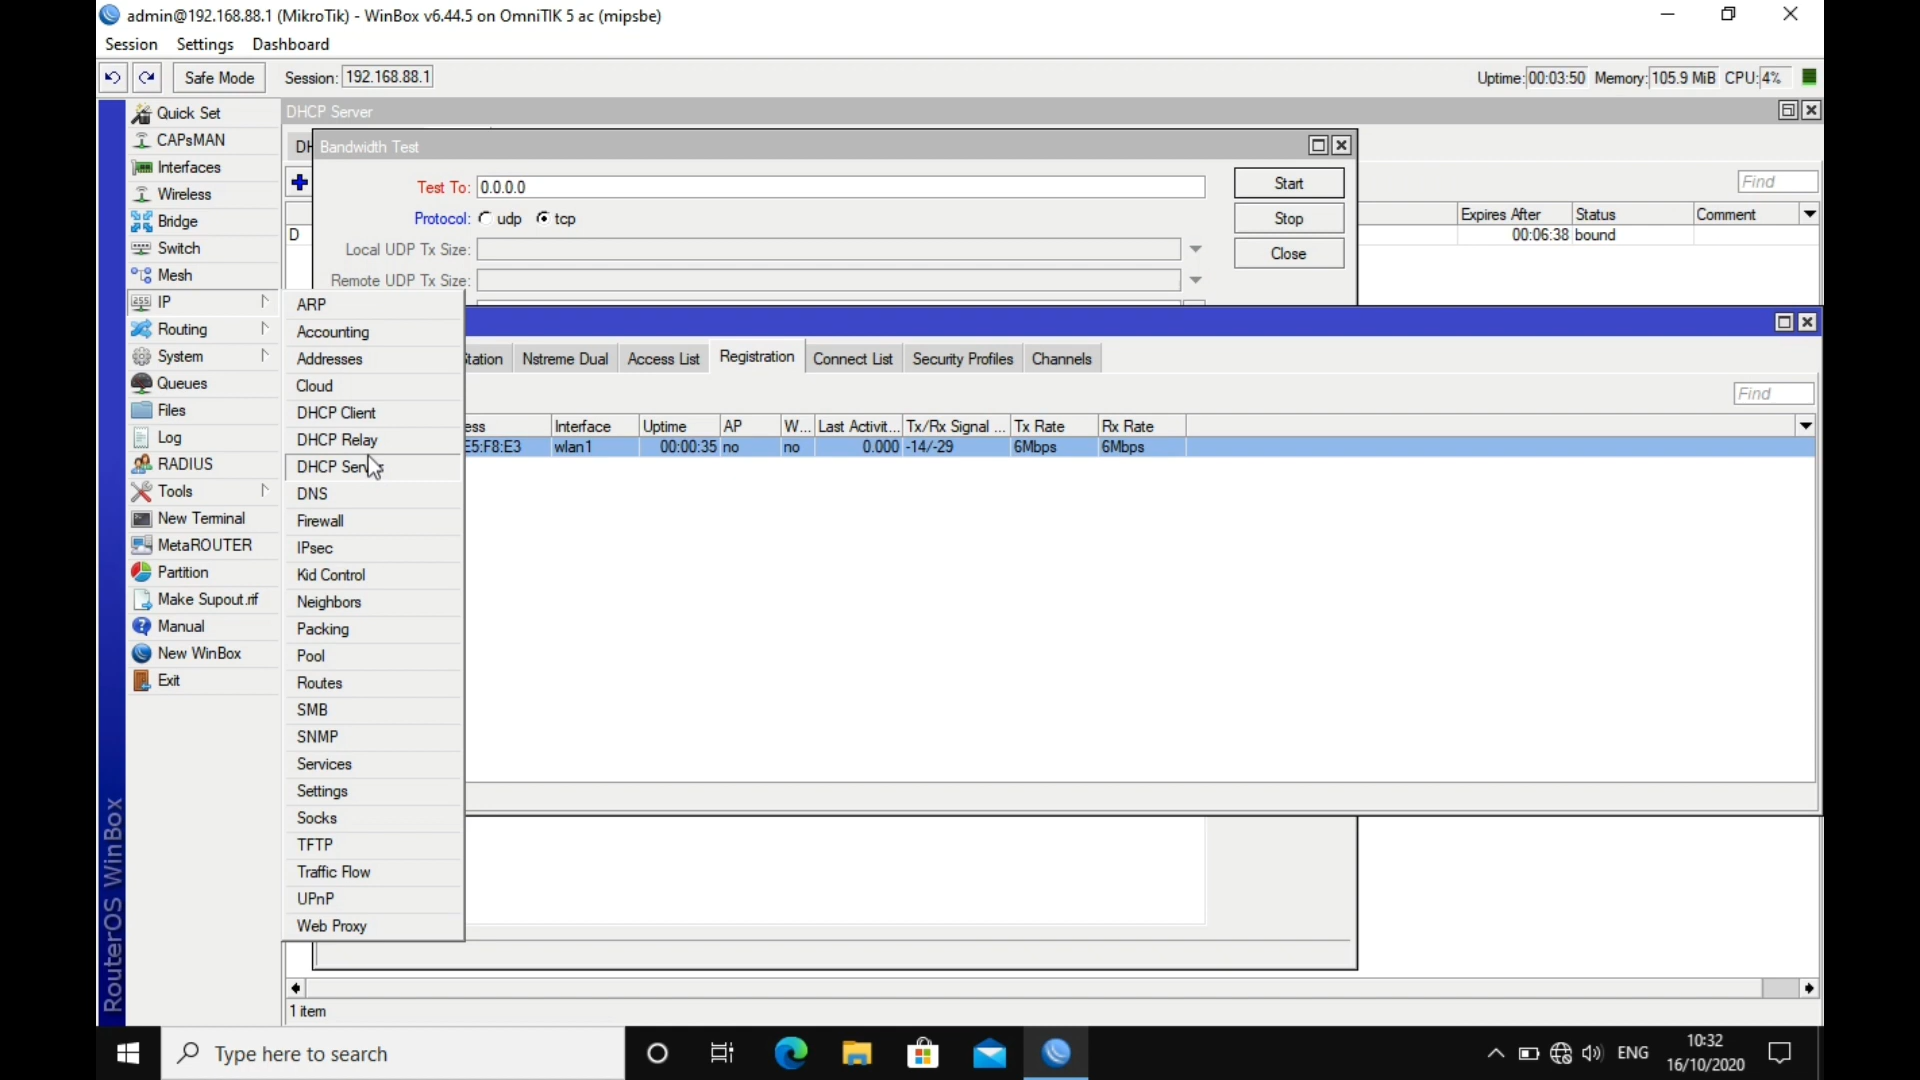 admin@192.168.88.1 (MikroTik) - WinBox v6.44.5 on OmniTIK 5 ac (mipsbe)
Session Settings Dashboard
Safe Mode Session: 192.168.88.1 Uptime: 00:03:50 Memory: 105.9 MiB CPU: 4%
Quick Set
CAPsMAN
Interfaces
Wireless
Bridge
Switch
Mesh
IP
Routing
System
Queues
Files
Log
RADIUS
Tools
New Terminal
MetaROUTER
Partition
Make Supout.rif
Manual
New WinBox
Exit
RouterOS WinBox
DHCP Server
DH
Find
Expires After Status Comment
D 00:06:38 bound
Bandwidth Test
Test To: 0.0.0.0 Start
Protocol: udp tcp Stop
Local UDP Tx Size: Close
Remote UDP Tx Size:
ARP
Accounting
Addresses
Cloud
DHCP Client
DHCP Relay
DHCP Serv
DNS
Firewall
IPsec
Kid Control
Neighbors
Packing
Pool
Routes
SMB
SNMP
Services
Settings
Socks
TFTP
Traffic Flow
UPnP
Web Proxy
tation Nstreme Dual Access List Registration Connect List Security Profiles Channels
Find
ess Interface Uptime AP W... Last Activit... Tx/Rx Signal ... Tx Rate Rx Rate
E5:F8:E3 wlan1 00:00:35 no no 0.000 -14/-29 6Mbps 6Mbps
1 item
Type here to search
ENG
10:32
16/10/2020